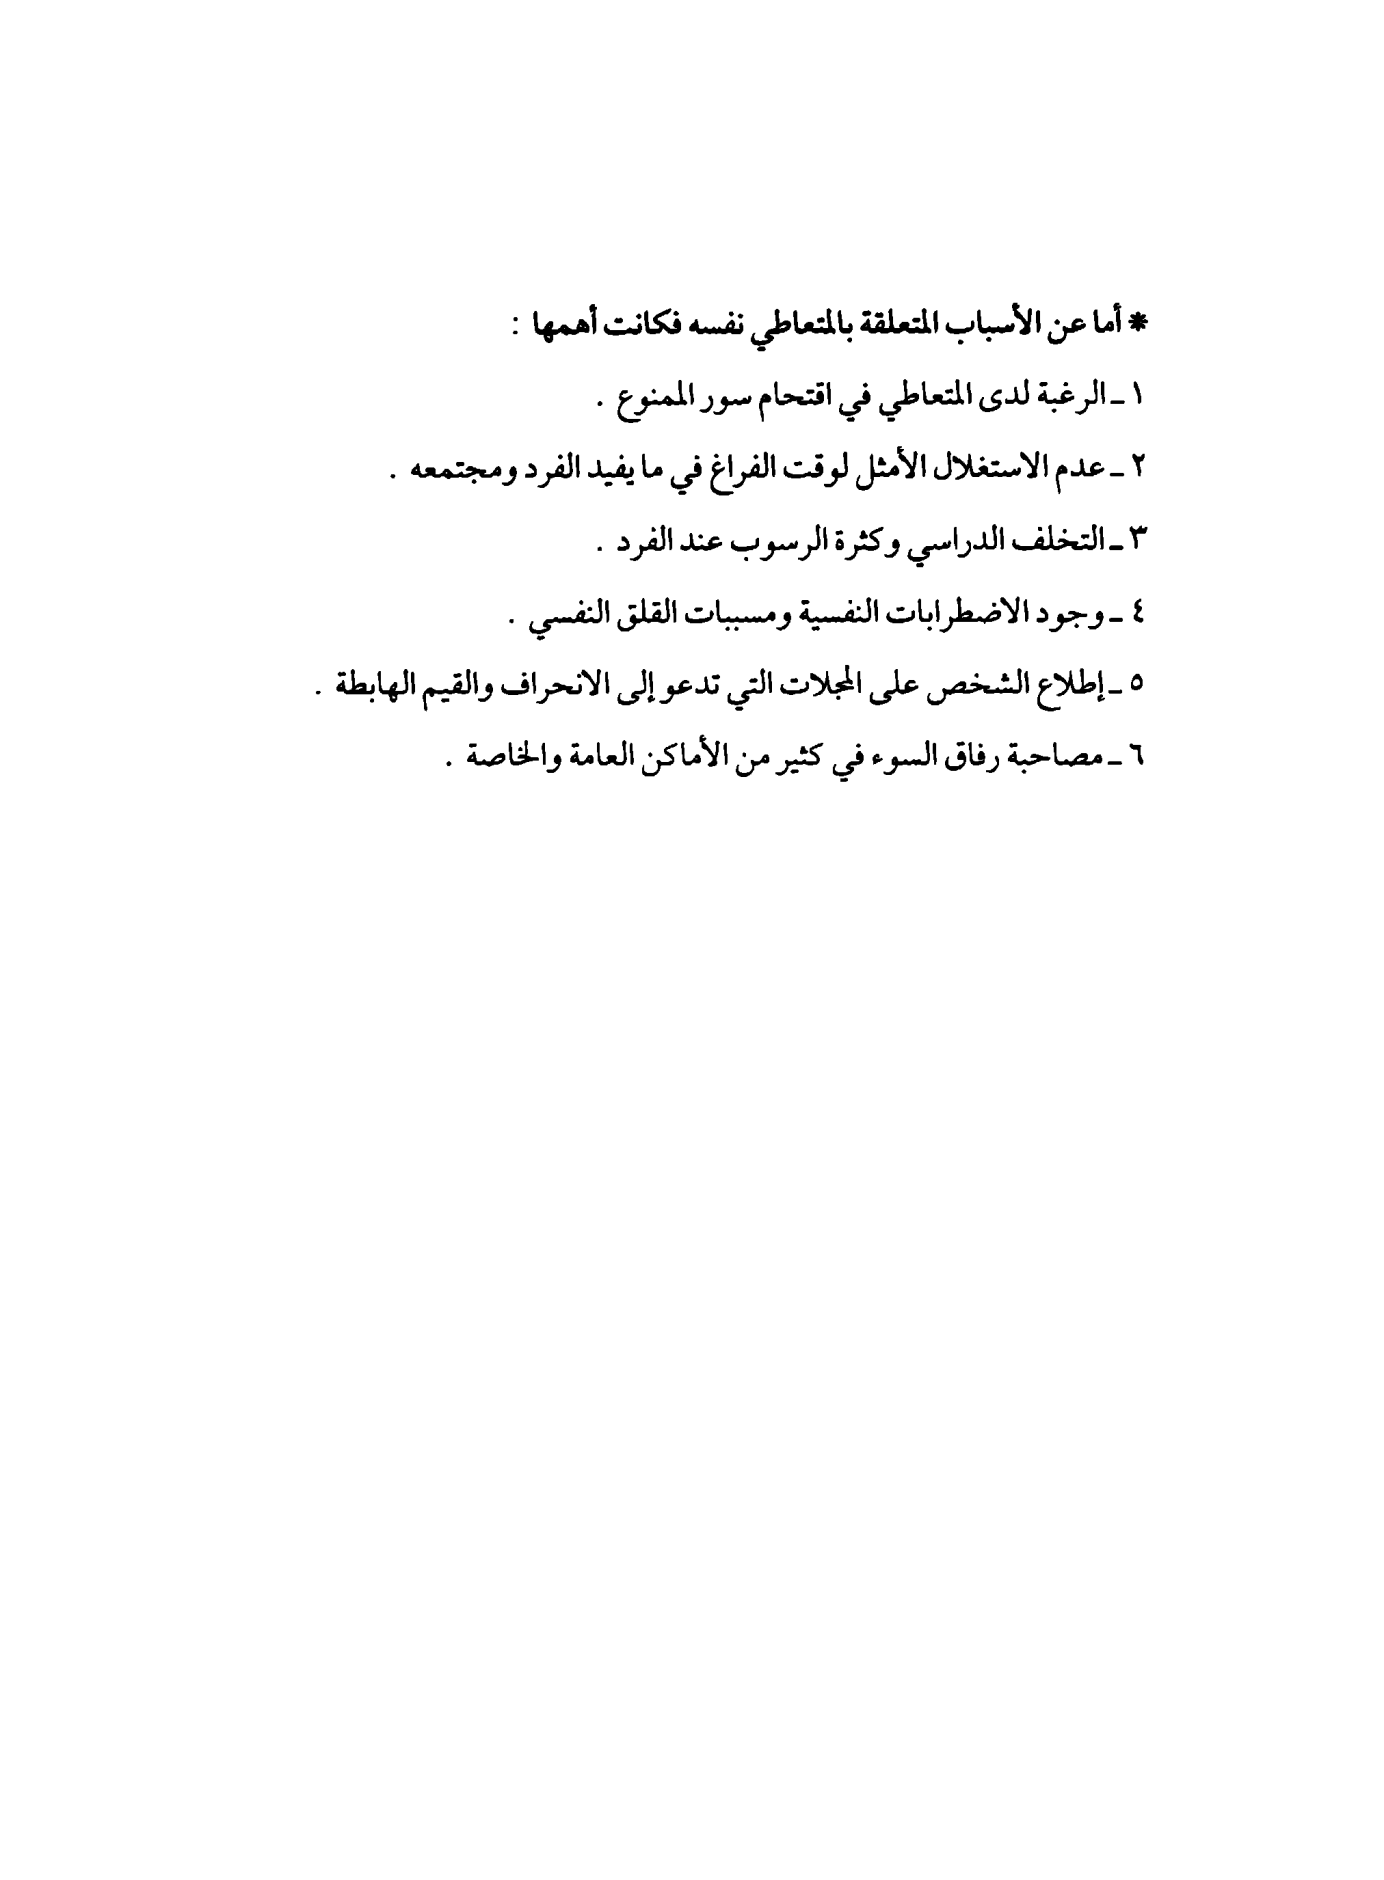 * أما عن الأسباب المتعلقة بالمتعاطي نفسه فكانت أهمها :
١ ـ الرغبة لدى المتعاطي في اقتحام سور الممنوع .
٢ ـ عدم الاستغلال الأمثل لوقت الفراغ في ما يفيد الفرد ومجتمعه .
٣ ـ التخلف الدراسي وكثرة الرسوب عند الفرد .
٤ ـ وجود الاضطرابات النفسية ومسببات القلق النفسي .
٥ ـ إطلاع الشخص على المجلات التي تدعو إلى الانحراف والقيم الهابطة .
٦ ـ مصاحبة رفاق السوء في كثير من الأماكن العامة والخاصة .